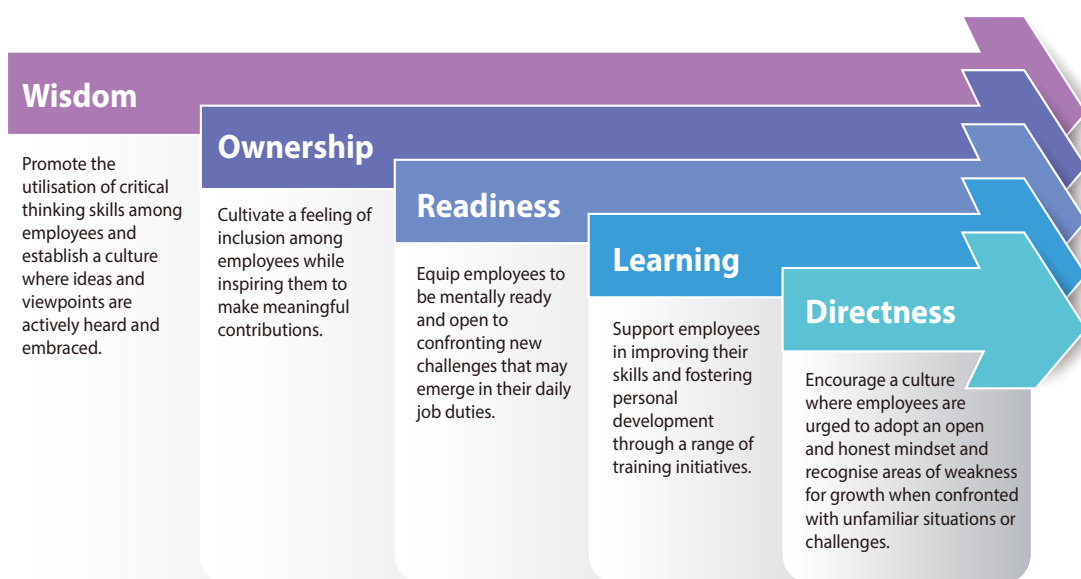 Wisdom
Promote the
utilisation of critical
thinking skills among
employees and
establish a culture
where ideas and
viewpoints are
actively heard and
embraced.
Ownership
Cultivate a feeling of
inclusion among
employees while
inspiring them to
make meaningful
contributions.
Readiness
Equip employees to
be mentally ready
and open to
confronting new
challenges that may
emerge in their daily
job duties.
Learning
Support employees
in improving their
skills and fostering
personal
development
through a range of
training initiatives.
Directness
Encourage a culture
where employees are
urged to adopt an open
and honest mindset and
recognise areas of weakness
for growth when confronted
with unfamiliar situations or
challenges.